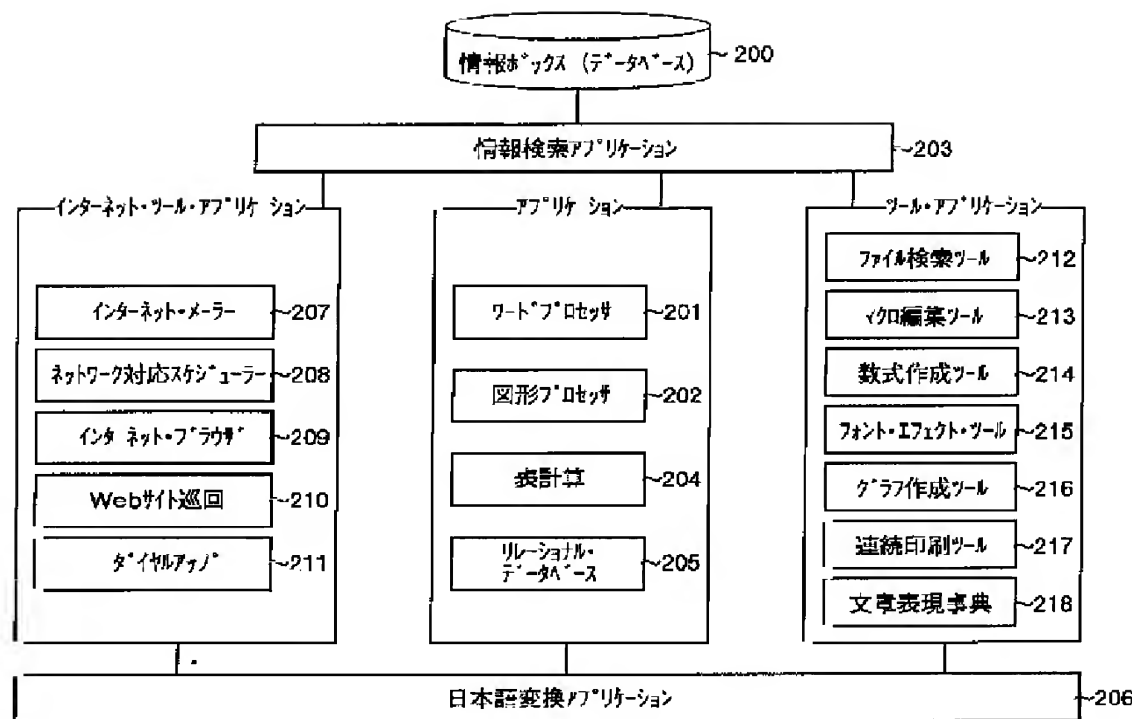 情報ﾎﾞｯｸｽ (ﾃﾞｰﾀﾍﾞｰｽ)
200
情報検索ｱﾌﾟﾘｹｰｼｮﾝ
203
ｲﾝﾀｰﾈｯﾄ・ﾂｰﾙ・ｱﾌﾟﾘｹ ｼｮﾝ
ｲﾝﾀｰﾈｯﾄ・ﾒｰﾗｰ
207
ﾈｯﾄﾜｰｸ対応ｽｹｼﾞｭｰﾗｰ
208
ｲﾝﾀ ﾈｯﾄ・ﾌﾞﾗｳｻﾞ
209
Webｻｲﾄ巡回
210
ﾀﾞｲﾔﾙｱｯﾌﾟ
211
ｱﾌﾟﾘｹ ｼｮﾝ
ﾜｰﾄﾞﾌﾟﾛｾｯｻ
201
図形ﾌﾟﾛｾｯｻ
202
表計算
204
ﾘﾚｰｼｮﾅﾙ・
ﾃﾞｰﾀﾍﾞｰｽ
205
ﾂｰﾙ・ｱﾌﾟﾘｹｰｼｮﾝ
ﾌｧｲﾙ検索ﾂｰﾙ
212
ﾏｸﾛ編集ﾂｰﾙ
213
数式作成ﾂｰﾙ
214
ﾌｫﾝﾄ・ｴﾌｪｸﾄ・ﾂｰﾙ
215
ｸﾞﾗﾌ作成ﾂｰﾙ
216
連続印刷ﾂｰﾙ
217
文章表現事典
218
日本語変換ｱﾌﾟﾘｹｰｼｮﾝ
206